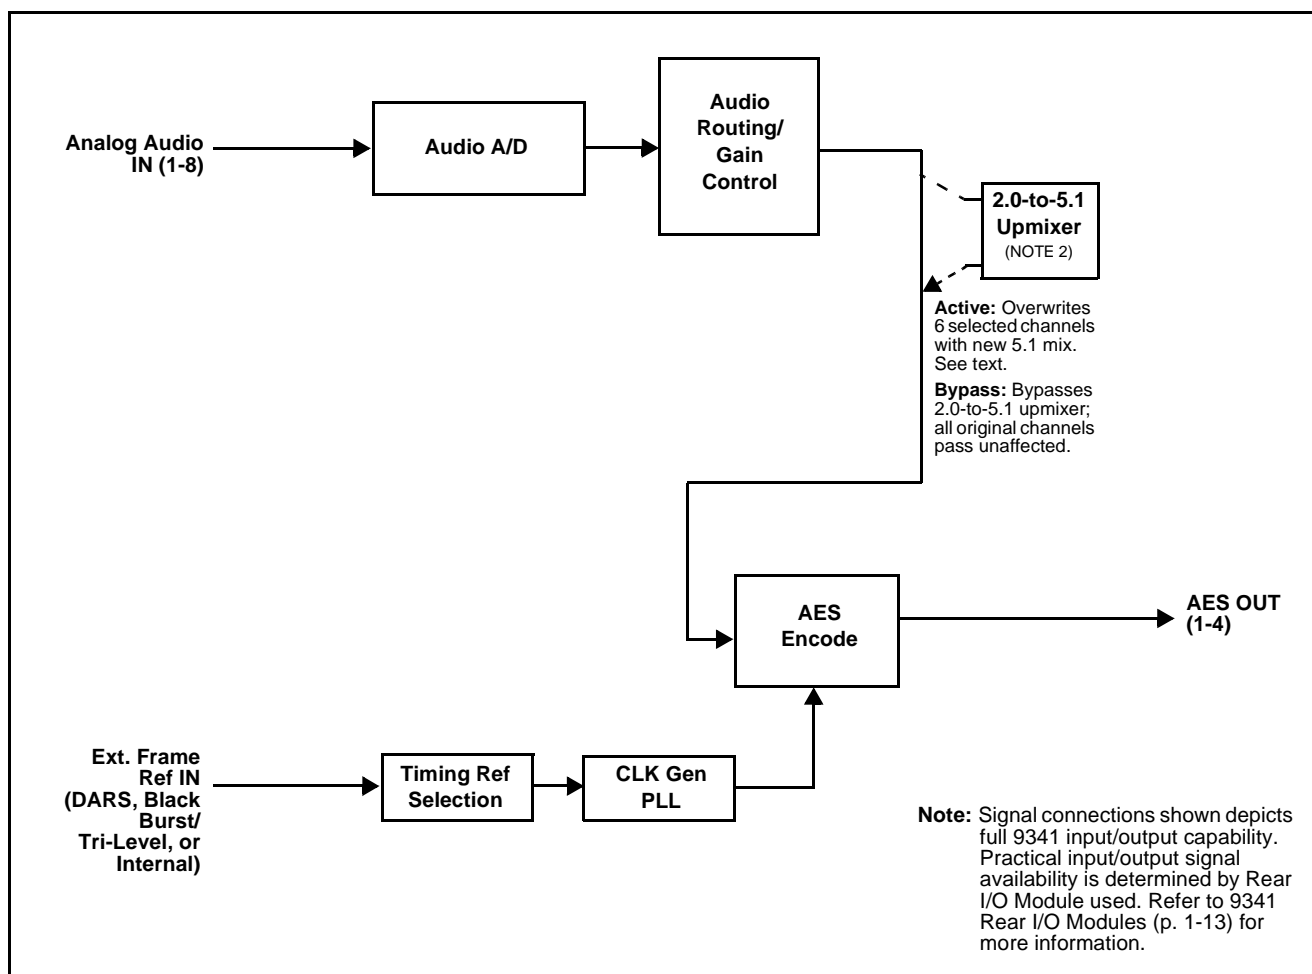 Audio
Routing/
Gain
Control
Analog Audio
IN (1-8)
Audio A/D
2.0-to-5.1
Upmixer
(NOTE 2)
Active: Overwrites
6 selected channels
with new 5.1 mix.
See text.
Bypass: Bypasses
2.0-to-5.1 upmixer;
all original channels
pass unaffected.
AES
Encode
AES OUT
(1-4)
Ext. Frame
Ref IN
(DARS, Black
Burst/
Tri-Level, or
Internal)
Timing Ref
Selection
CLK Gen
PLL
Note: Signal connections shown depicts
full 9341 input/output capability.
Practical input/output signal
availability is determined by Rear
I/O Module used. Refer to 9341
Rear I/O Modules (p. 1-13) for
more information.